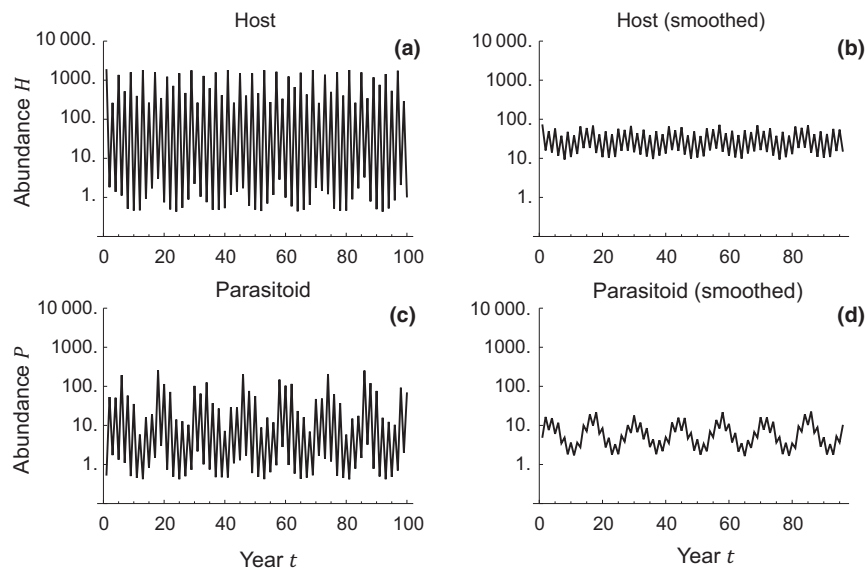 Host
(a)
Abundance H
10 000.
1000.
100.
10.
1.
0 20 40 60 80 100
Host (smoothed)
(b)
10 000.
1000.
100.
10.
1.
0 20 40 60 80
Parasitoid
(c)
Abundance P
10 000.
1000.
100.
10.
1.
0 20 40 60 80 100
Year t
Parasitoid (smoothed)
(d)
10 000.
1000.
100.
10.
1.
0 20 40 60 80
Year t